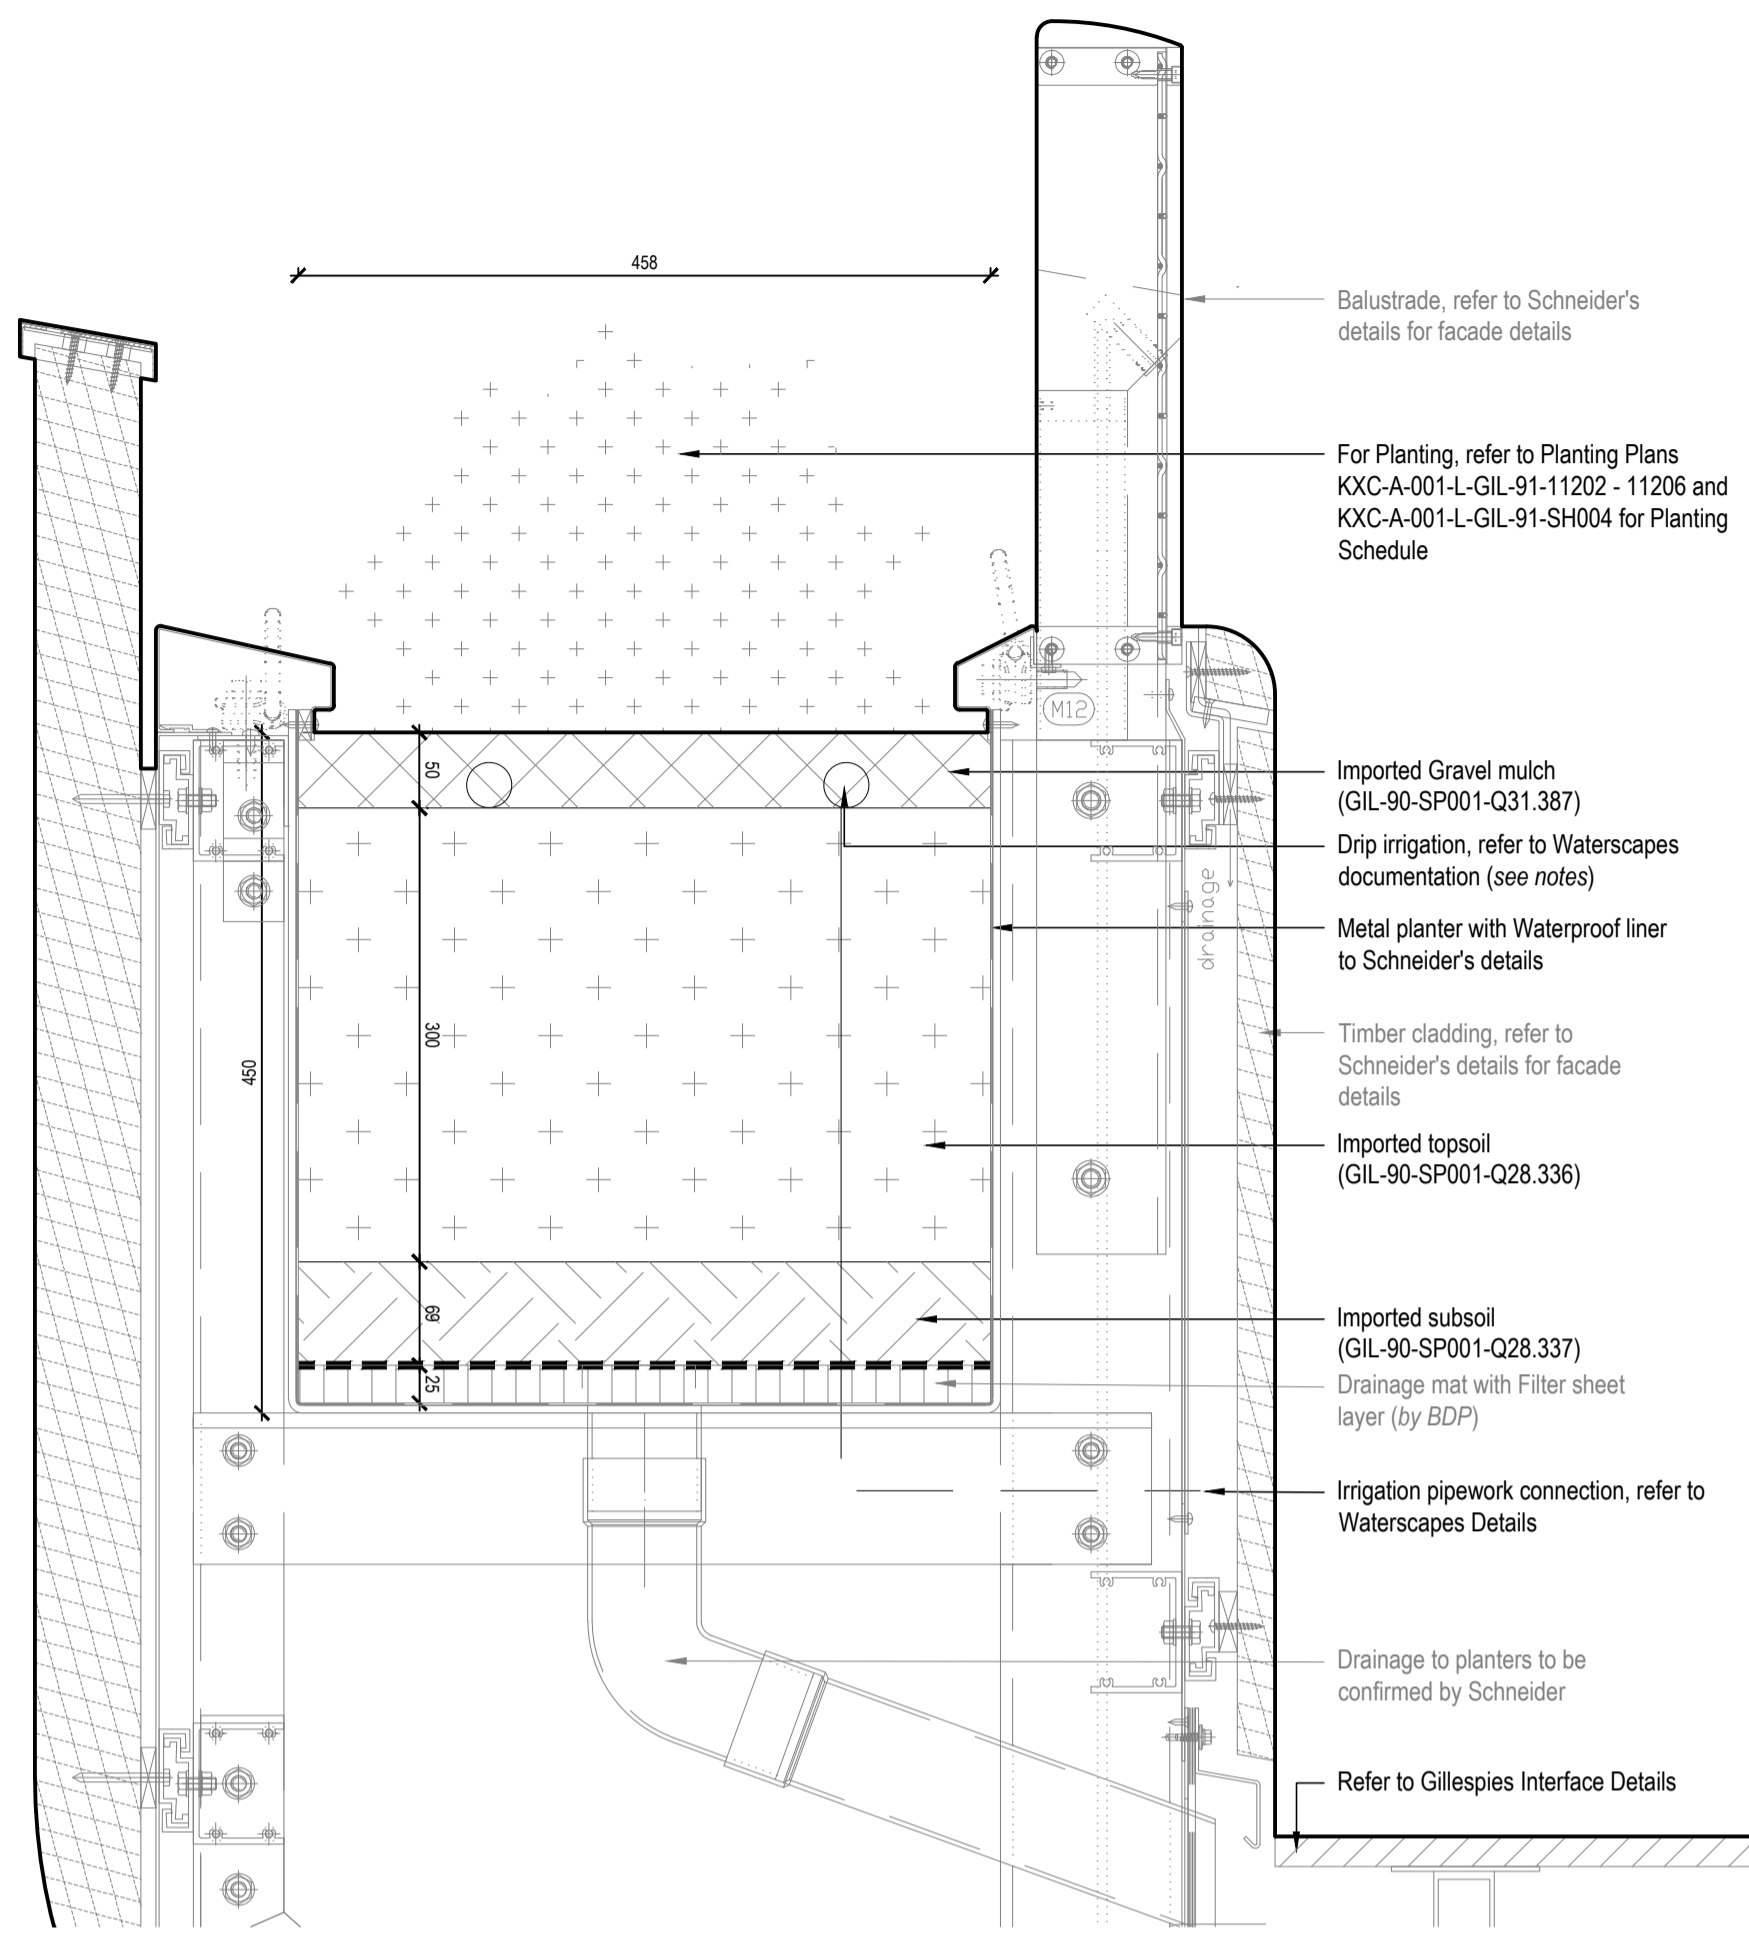 458
Balustrade, refer to Schneider's
details for facade details
For Planting, refer to Planting Plans
KXC-A-001-L-GIL-91-11202 - 11206 and
KXC-A-001-L-GIL-91-SH004 for Planting
Schedule
M12
50
Imported Gravel mulch
(GIL-90-SP001-Q31.387)
Drip irrigation, refer to Waterscapes
documentation (see notes)
drainage
Metal planter with Waterproof liner
to Schneider's details
300
450
Timber cladding, refer to
Schneider's details for facade
details
Imported topsoil
(GIL-90-SP001-Q28.336)
69
Imported subsoil
(GIL-90-SP001-Q28.337)
25
Drainage mat with Filter sheet
layer (by BDP)
Irrigation pipework connection, refer to
Waterscapes Details
Drainage to planters to be
confirmed by Schneider
Refer to Gillespies Interface Details